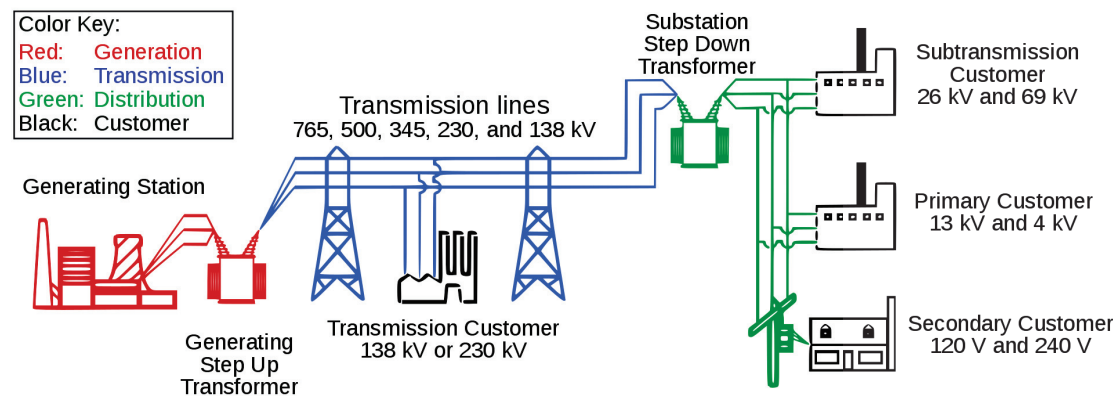 Color Key:
Red: Generation
Blue: Transmission
Green: Distribution
Black: Customer
Generating Station
Generating
Step Up
Transformer
Transmission lines
765, 500, 345, 230, and 138 kV
Transmission Customer
138 kV or 230 kV
Substation
Step Down
Transformer
Subtransmission
Customer
26 kV and 69 kV
Primary Customer
13 kV and 4 kV
Secondary Customer
120 V and 240 V